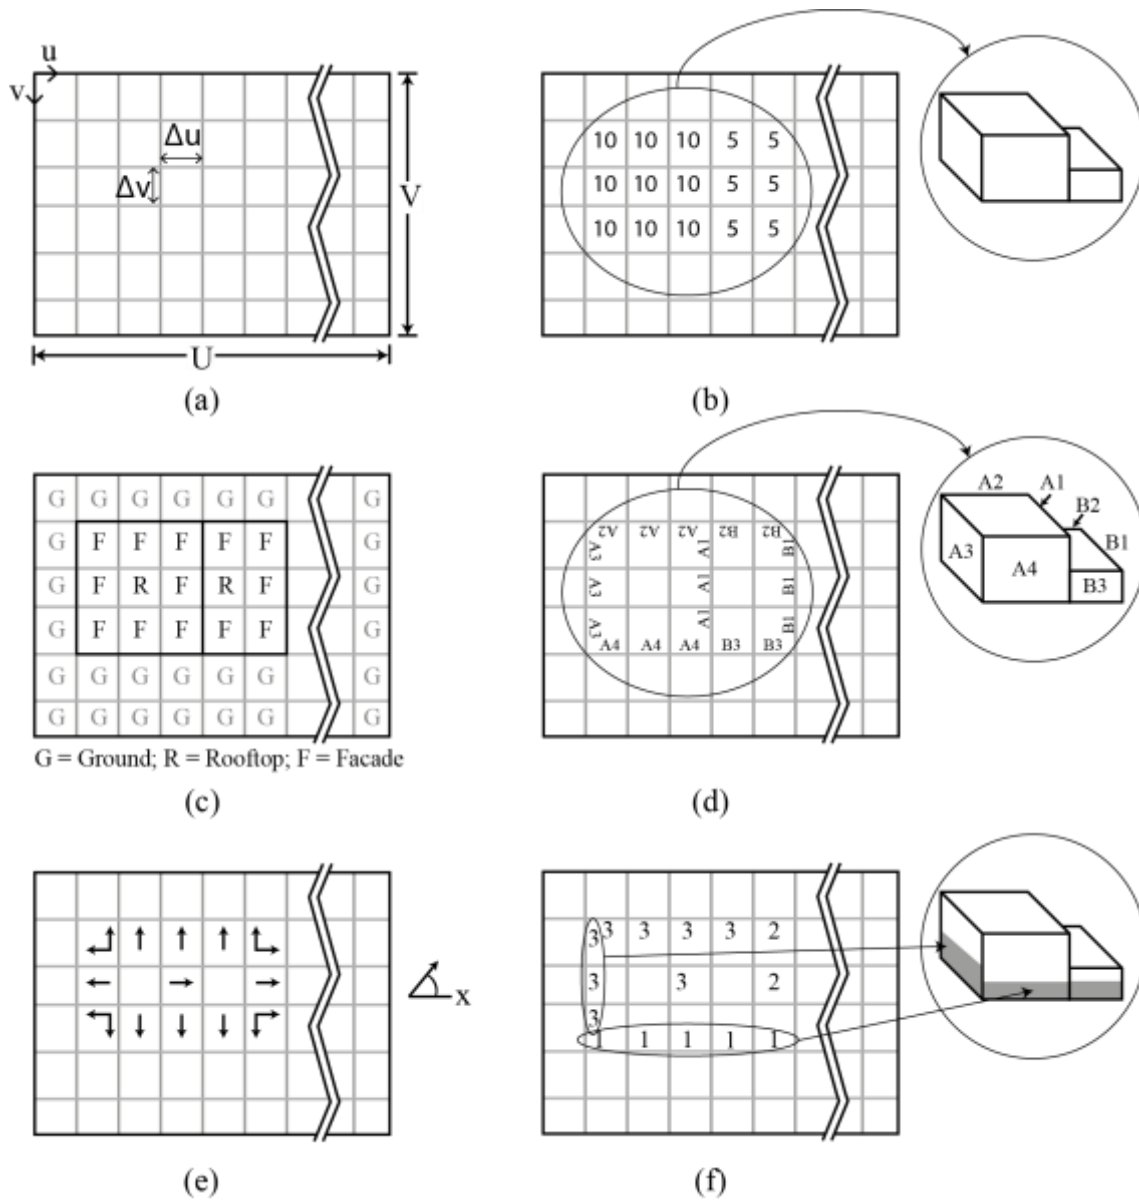 u
v
Δu
Δv
V
U
(a)
10 10 10 5 5
10 10 10 5 5
10 10 10 5 5
(b)
G G G G G G G
G F F F F F G
G F R F R F G
G F F F F F G
G G G G G G G
G G G G G G G
G = Ground; R = Rooftop; F = Facade
(c)
A2 A2 A2 B2 B2
A3 A1 B1
A3 A1 B1
A3 A1 B1
A4 A4 A4 B3 B3
A2 A1 B2
B1
A3 A4 B3
(d)
x
(e)
3 3 3 3 3 2
3 3 2
3
1 1 1 1 1
(f)